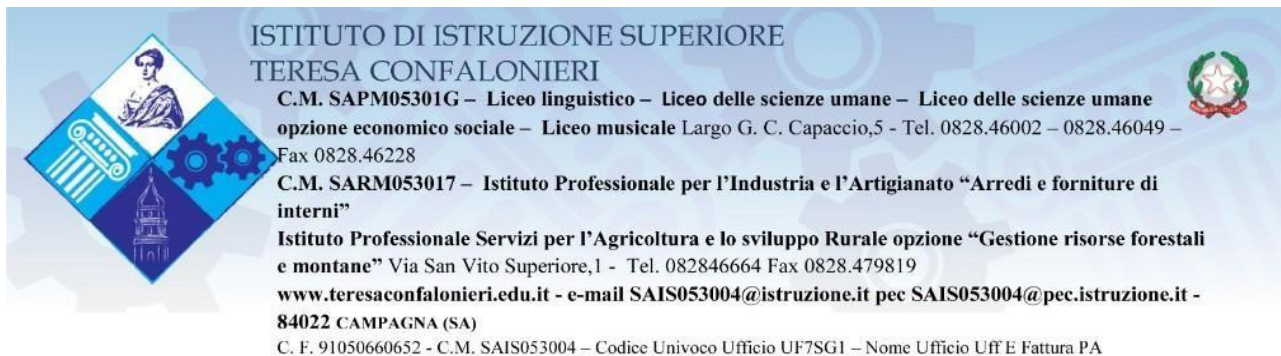 ISTITUTO DI ISTRUZIONE SUPERIORE
TERESA CONFALONIERI
C.M. SAPM05301G – Liceo linguistico – Liceo delle scienze umane – Liceo delle scienze umane
opzione economico sociale – Liceo musicale Largo G. C. Capaccio,5 - Tel. 0828.46002 – 0828.46049 –
Fax 0828.46228
C.M. SARM053017 – Istituto Professionale per l’Industria e l’Artigianato “Arredi e forniture di
interni”
Istituto Professionale Servizi per l’Agricoltura e lo sviluppo Rurale opzione “Gestione risorse forestali
e montane” Via San Vito Superiore,1 - Tel. 082846664 Fax 0828.479819
www.teresaconfalonieri.edu.it - e-mail SAIS053004@istruzione.it pec SAIS053004@pec.istruzione.it -
84022 CAMPAGNA (SA)
C. F. 91050660652 - C.M. SAIS053004 – Codice Univoco Ufficio UF7SG1 – Nome Ufficio Uff E Fattura PA